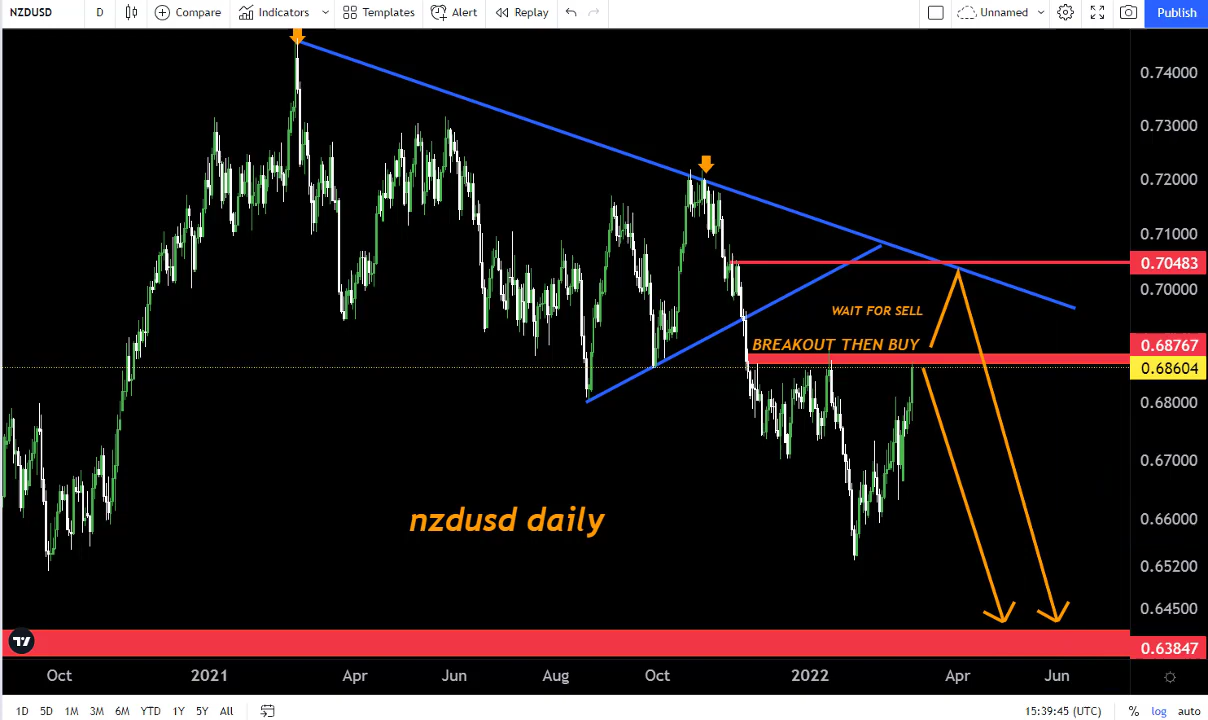 NZDUSD D Compare Indicators Templates Alert Replay Unnamed Publish
0.74000
0.73000
0.72000
0.71000
0.70483
0.70000
WAIT FOR SELL
BREAKOUT THEN BUY
0.68767
0.68604
0.68000
0.67000
nzdusd daily
0.66000
0.65200
0.64500
0.63847
Oct 2021 Apr Jun Aug Oct 2022 Apr Jun
1D 5D 1M 3M 6M YTD 1Y 5Y All 15:39:45 (UTC) % log auto